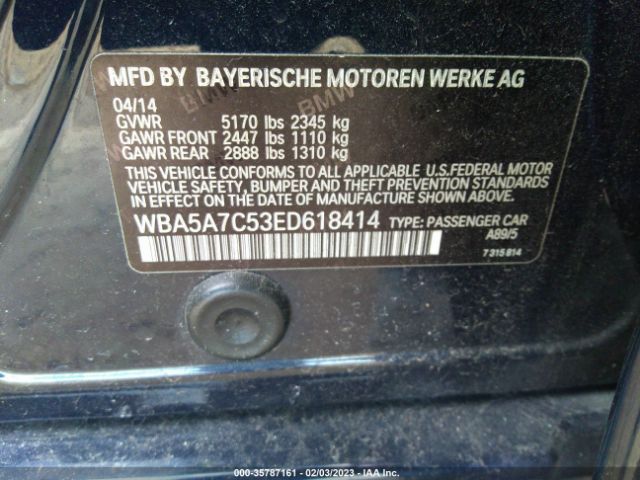 MFD BY BAYERISCHE MOTOREN WERKE AG
04/14
GVWR 5170 lbs 2345 kg
GAWR FRONT 2447 lbs 1110 kg
GAWR REAR 2888 lbs 1310 kg
THIS VEHICLE CONFORMS TO ALL APPLICABLE U.S.FEDERAL MOTOR
VEHICLE SAFETY, BUMPER AND THEFT PREVENTION STANDARDS
IN EFFECT ON THE DATE OF MANUFACTURE SHOWN ABOVE.
WBA5A7C53ED618414 TYPE: PASSENGER CAR
A89/5
7315814
BMW
000-35787161 - 02/03/2023 - IAA Inc.